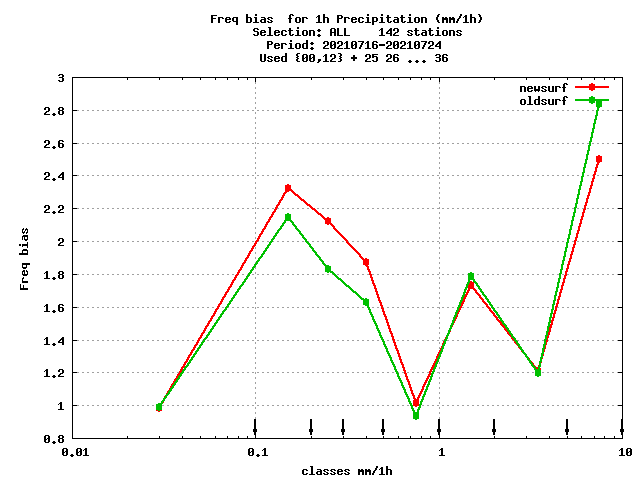 Freq bias  for 1h Precipitation (mm/1h)
Selection: ALL    142 stations
Period: 20210716-20210724
Used {00,12} + 25 26 ... 36
newsurf
oldsurf
3
2.8
2.6
2.4
2.2
2
1.8
1.6
1.4
1.2
1
0.8
Freq bias
0.01 0.1 1 10
classes mm/1h